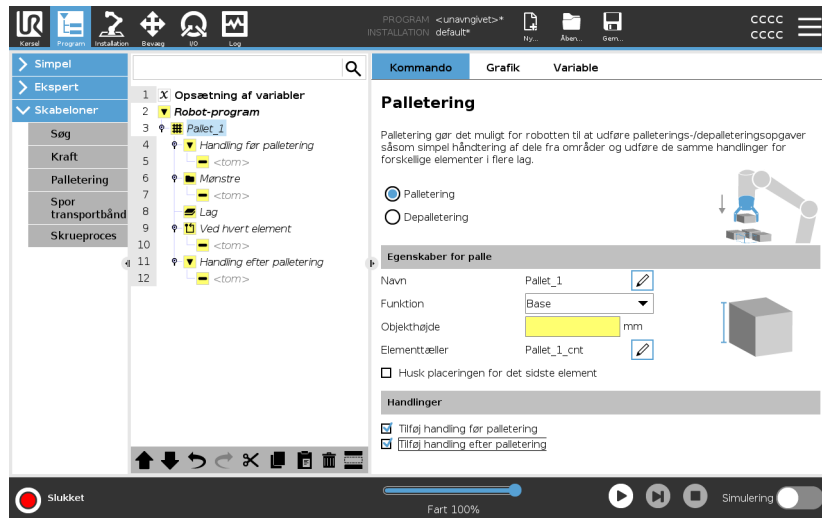 UR
Kørsel
Program
Installation
Bevæg
I/O
Log
PROGRAM <unavngivet>*
INSTALLATION default*
Ny...
Åben...
Gem...
cccc
cccc
Simpel
Ekspert
Skabeloner
Søg
Kraft
Palletering
Spor
transportbånd
Skrueproces
1 X Opsætning af variabler
2 Robot-program
3 Pallet_1
4 Handling før palletering
5 <tom>
6 Mønstre
7 <tom>
8 Lag
9 Ved hvert element
10 <tom>
11 Handling efter palletering
12 <tom>
Kommando
Grafik
Variable
Palletering
Palletering gør det muligt for robotten til at udføre palleterings-/depalleteringsopgaver
såsom simpel håndtering af dele fra områder og udføre de samme handlinger for
forskellige elementer i flere lag.
Palletering
Depalletering
Egenskaber for palle
Navn Pallet_1
Funktion Base
Objekthøjde mm
Elementtæller Pallet_1_cnt
Husk placeringen for det sidste element
Handlinger
Tilføj handling før palletering
Tilføj handling efter palletering
Slukket
Fart 100%
Simulering